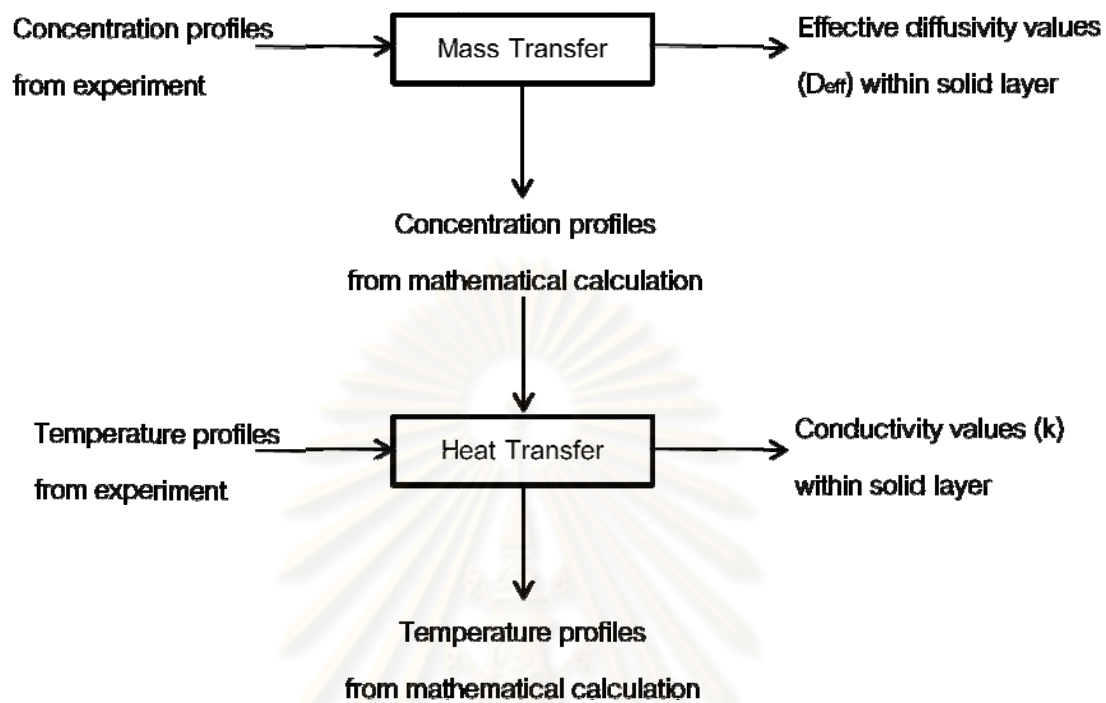 Concentration profiles
from experiment
Mass Transfer
Effective diffusivity values
(Deff) within solid layer
Concentration profiles
from mathematical calculation
Temperature profiles
from experiment
Heat Transfer
Conductivity values (k)
within solid layer
Temperature profiles
from mathematical calculation